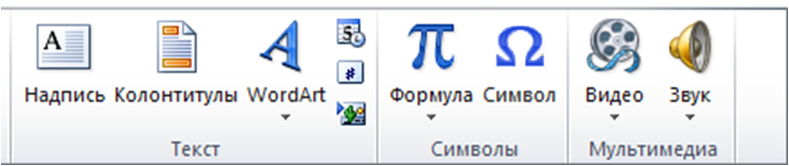 Надпись Колонтитулы WordArt Формула Символ Видео Звук
Текст Символы Мультимедиа